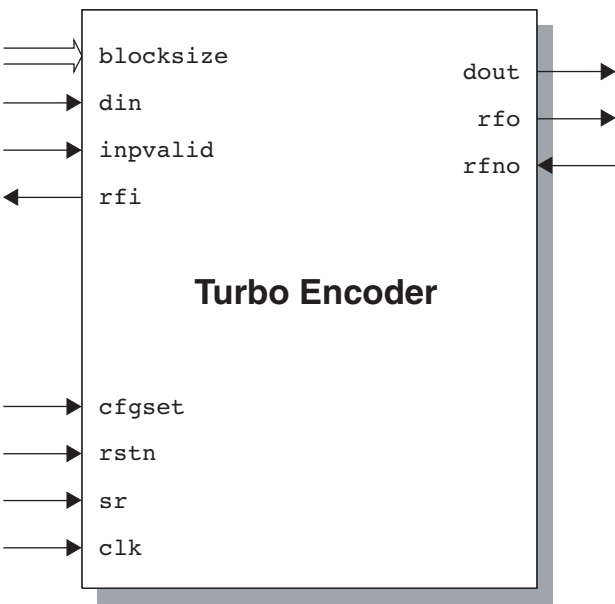 blocksize
din
inpvalid
rfi
dout
rfo
rfno
Turbo Encoder
cfgset
rstn
sr
clk